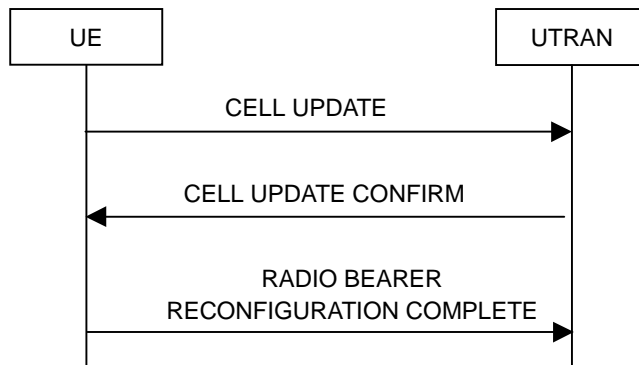 UE
UTRAN
CELL UPDATE
CELL UPDATE CONFIRM
RADIO BEARER
RECONFIGURATION COMPLETE